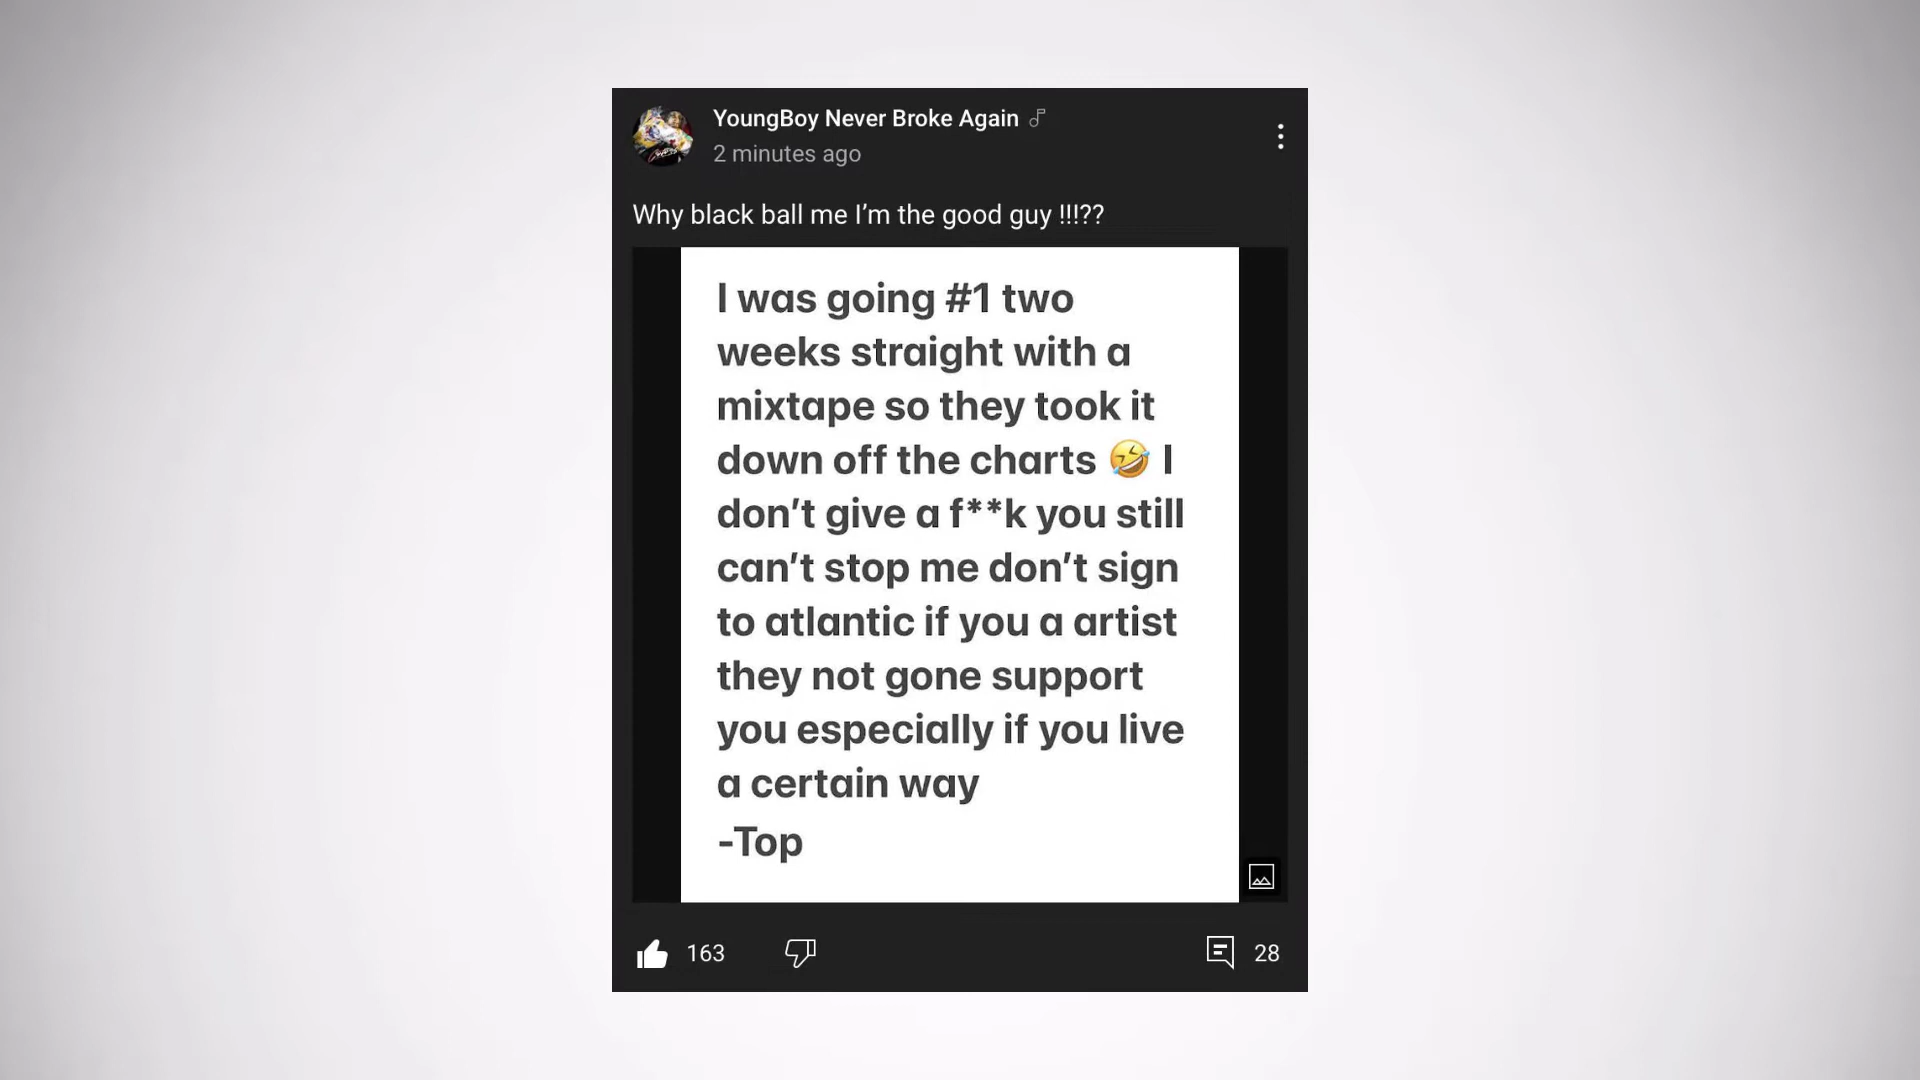 YoungBoy Never Broke Again
2 minutes ago
Why black ball me I’m the good guy !!!??
I was going #1 two
weeks straight with a
mixtape so they took it
down off the charts 🤣 I
don’t give a f**k you still
can’t stop me don’t sign
to atlantic if you a artist
they not gone support
you especially if you live
a certain way
-Top
163
28